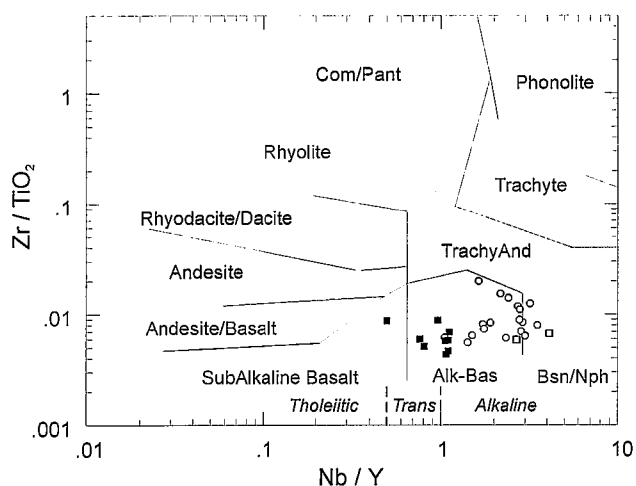 Com/Pant
Phonolite
1
Rhyolite
Trachyte
Zr / TiO2
.1
Rhyodacite/Dacite
TrachyAnd
Andesite
.01
Andesite/Basalt
SubAlkaline Basalt
Alk-Bas
Bsn/Nph
Tholeiitic
Trans
Alkaline
.001
.01
.1
1
10
Nb / Y